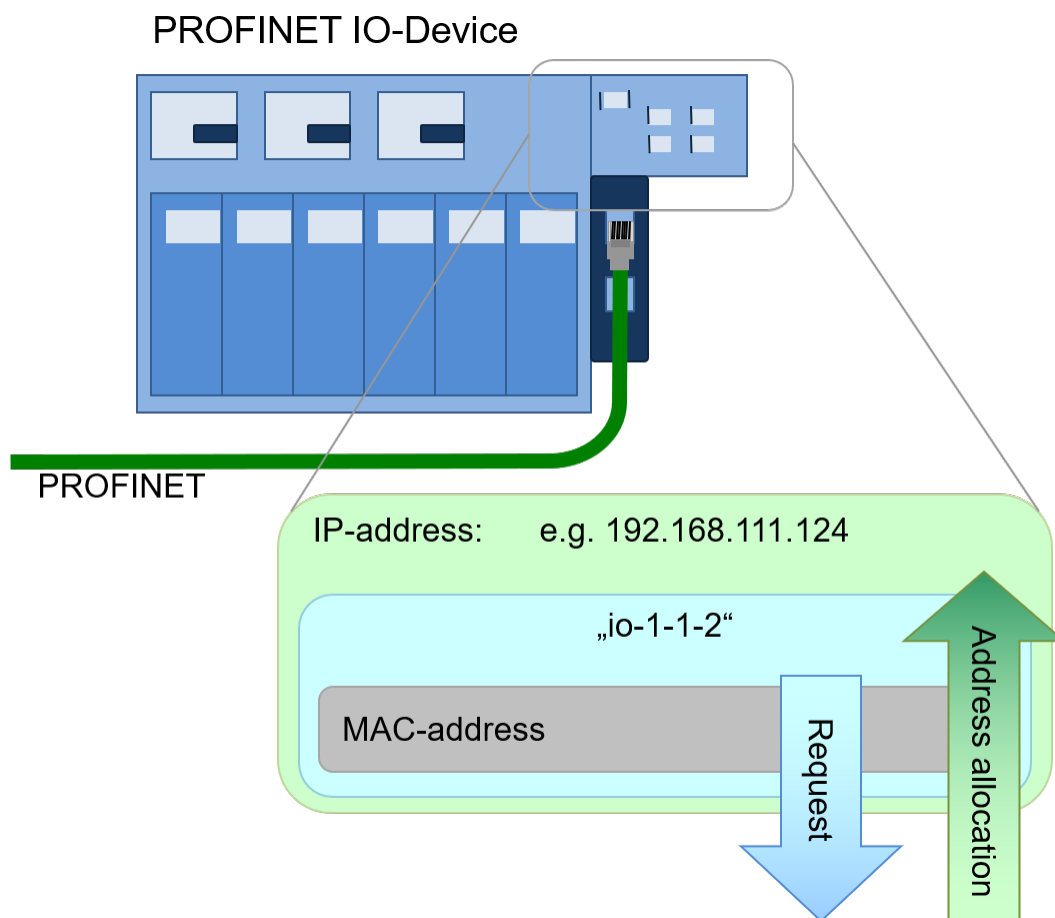 PROFINET IO-Device
PROFINET
IP-address: e.g. 192.168.111.124
„io-1-1-2“
MAC-address
Request
Address allocation